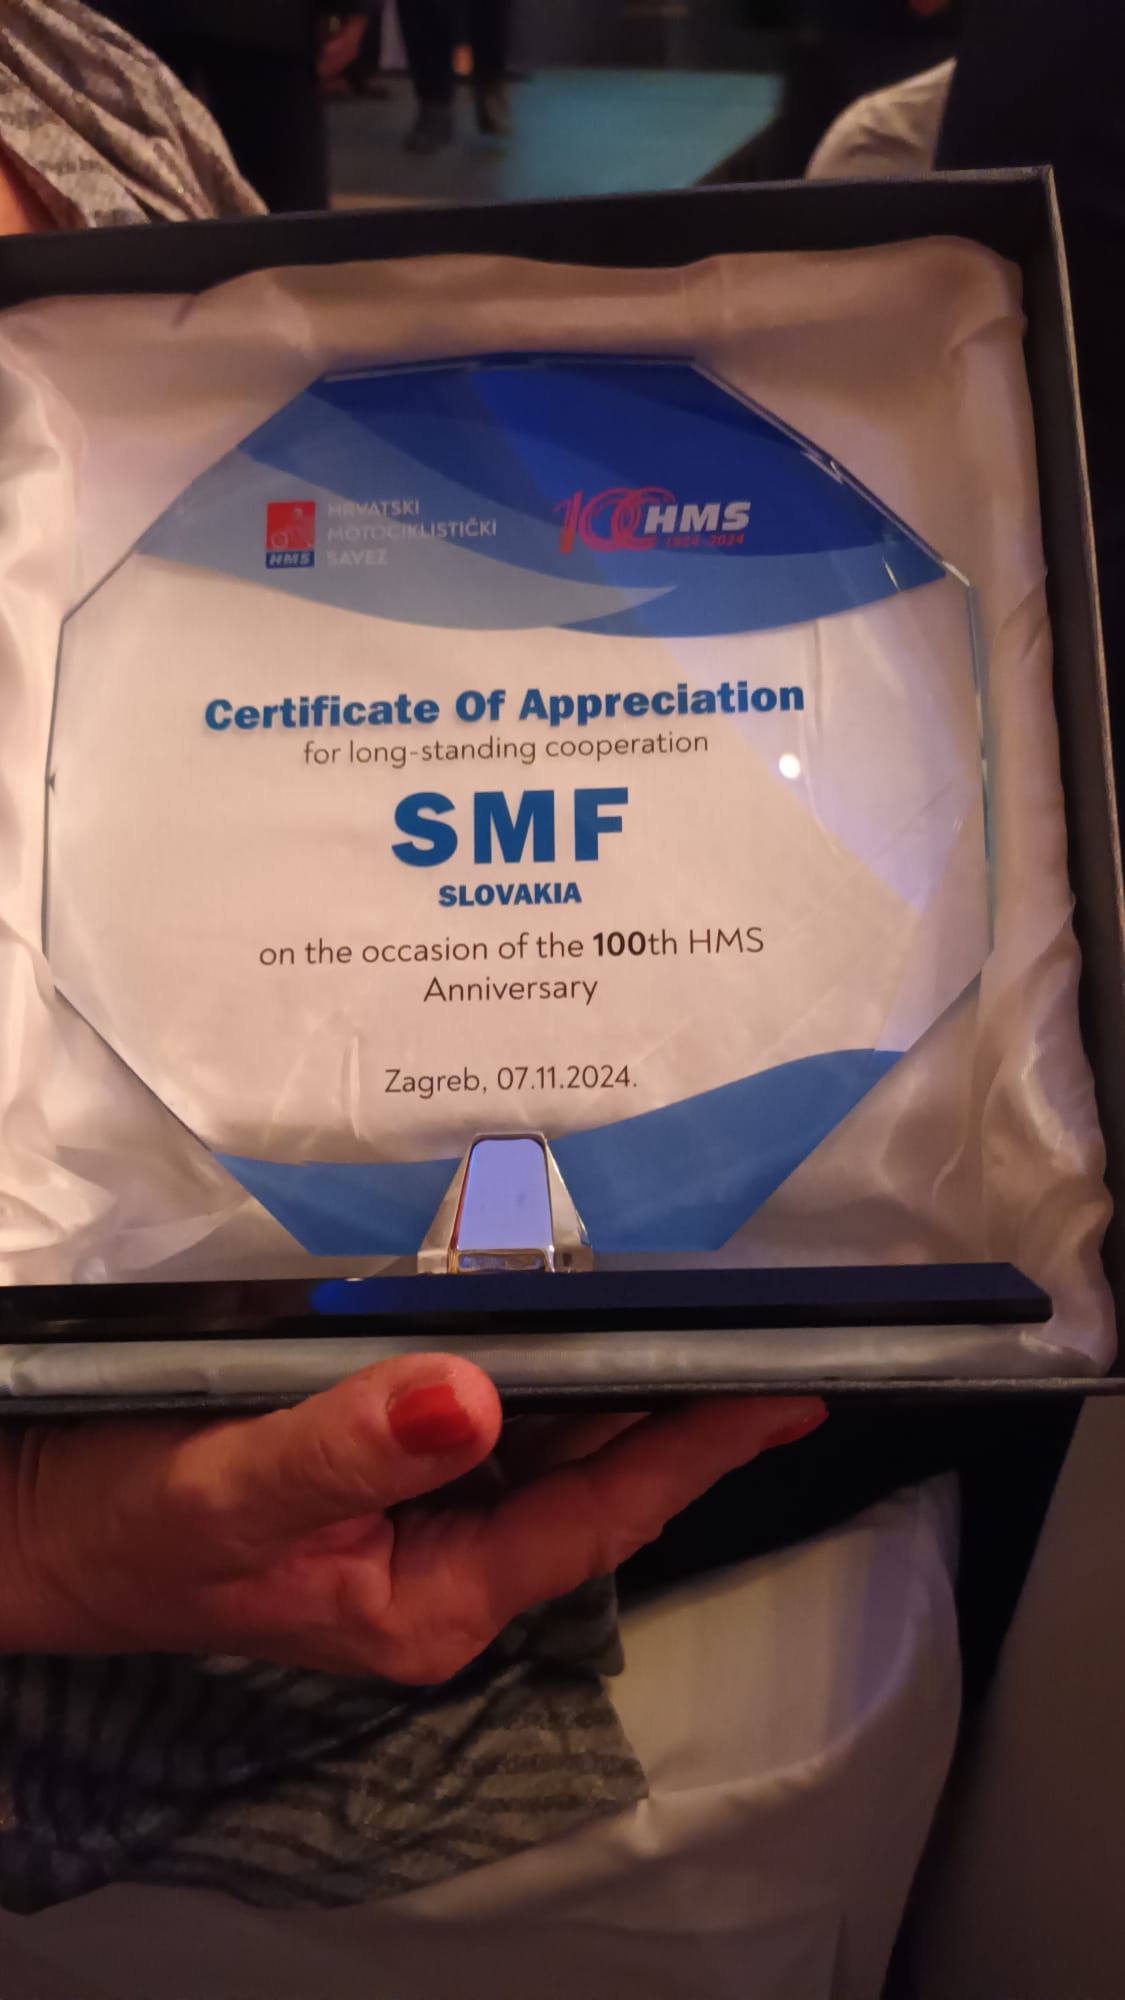 HRVATSKI
MOTOCIKLISTIČKI
SAVEZ
HMS
100 HMS
1924-2024
Certificate Of Appreciation
for long-standing cooperation
SMF
SLOVAKIA
on the occasion of the 100th HMS
Anniversary
Zagreb, 07.11.2024.